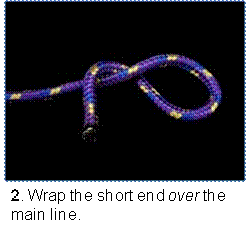 2. Wrap the short end over the
main line.